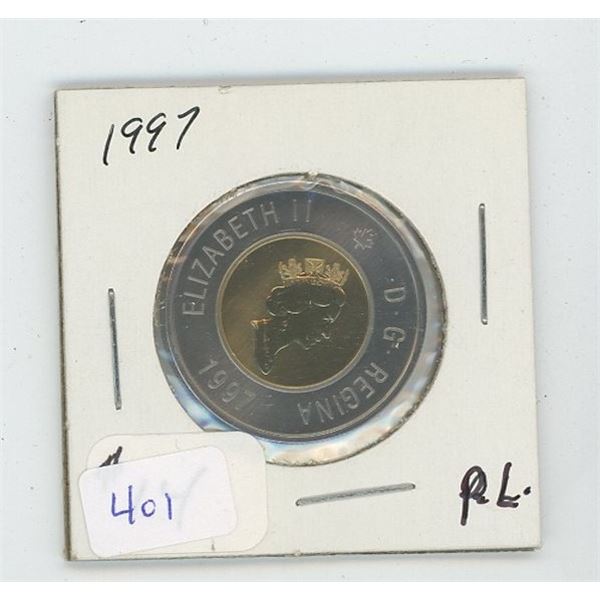 1997
ELIZABETH II
D · G · REGINA
1997
401
P.L.